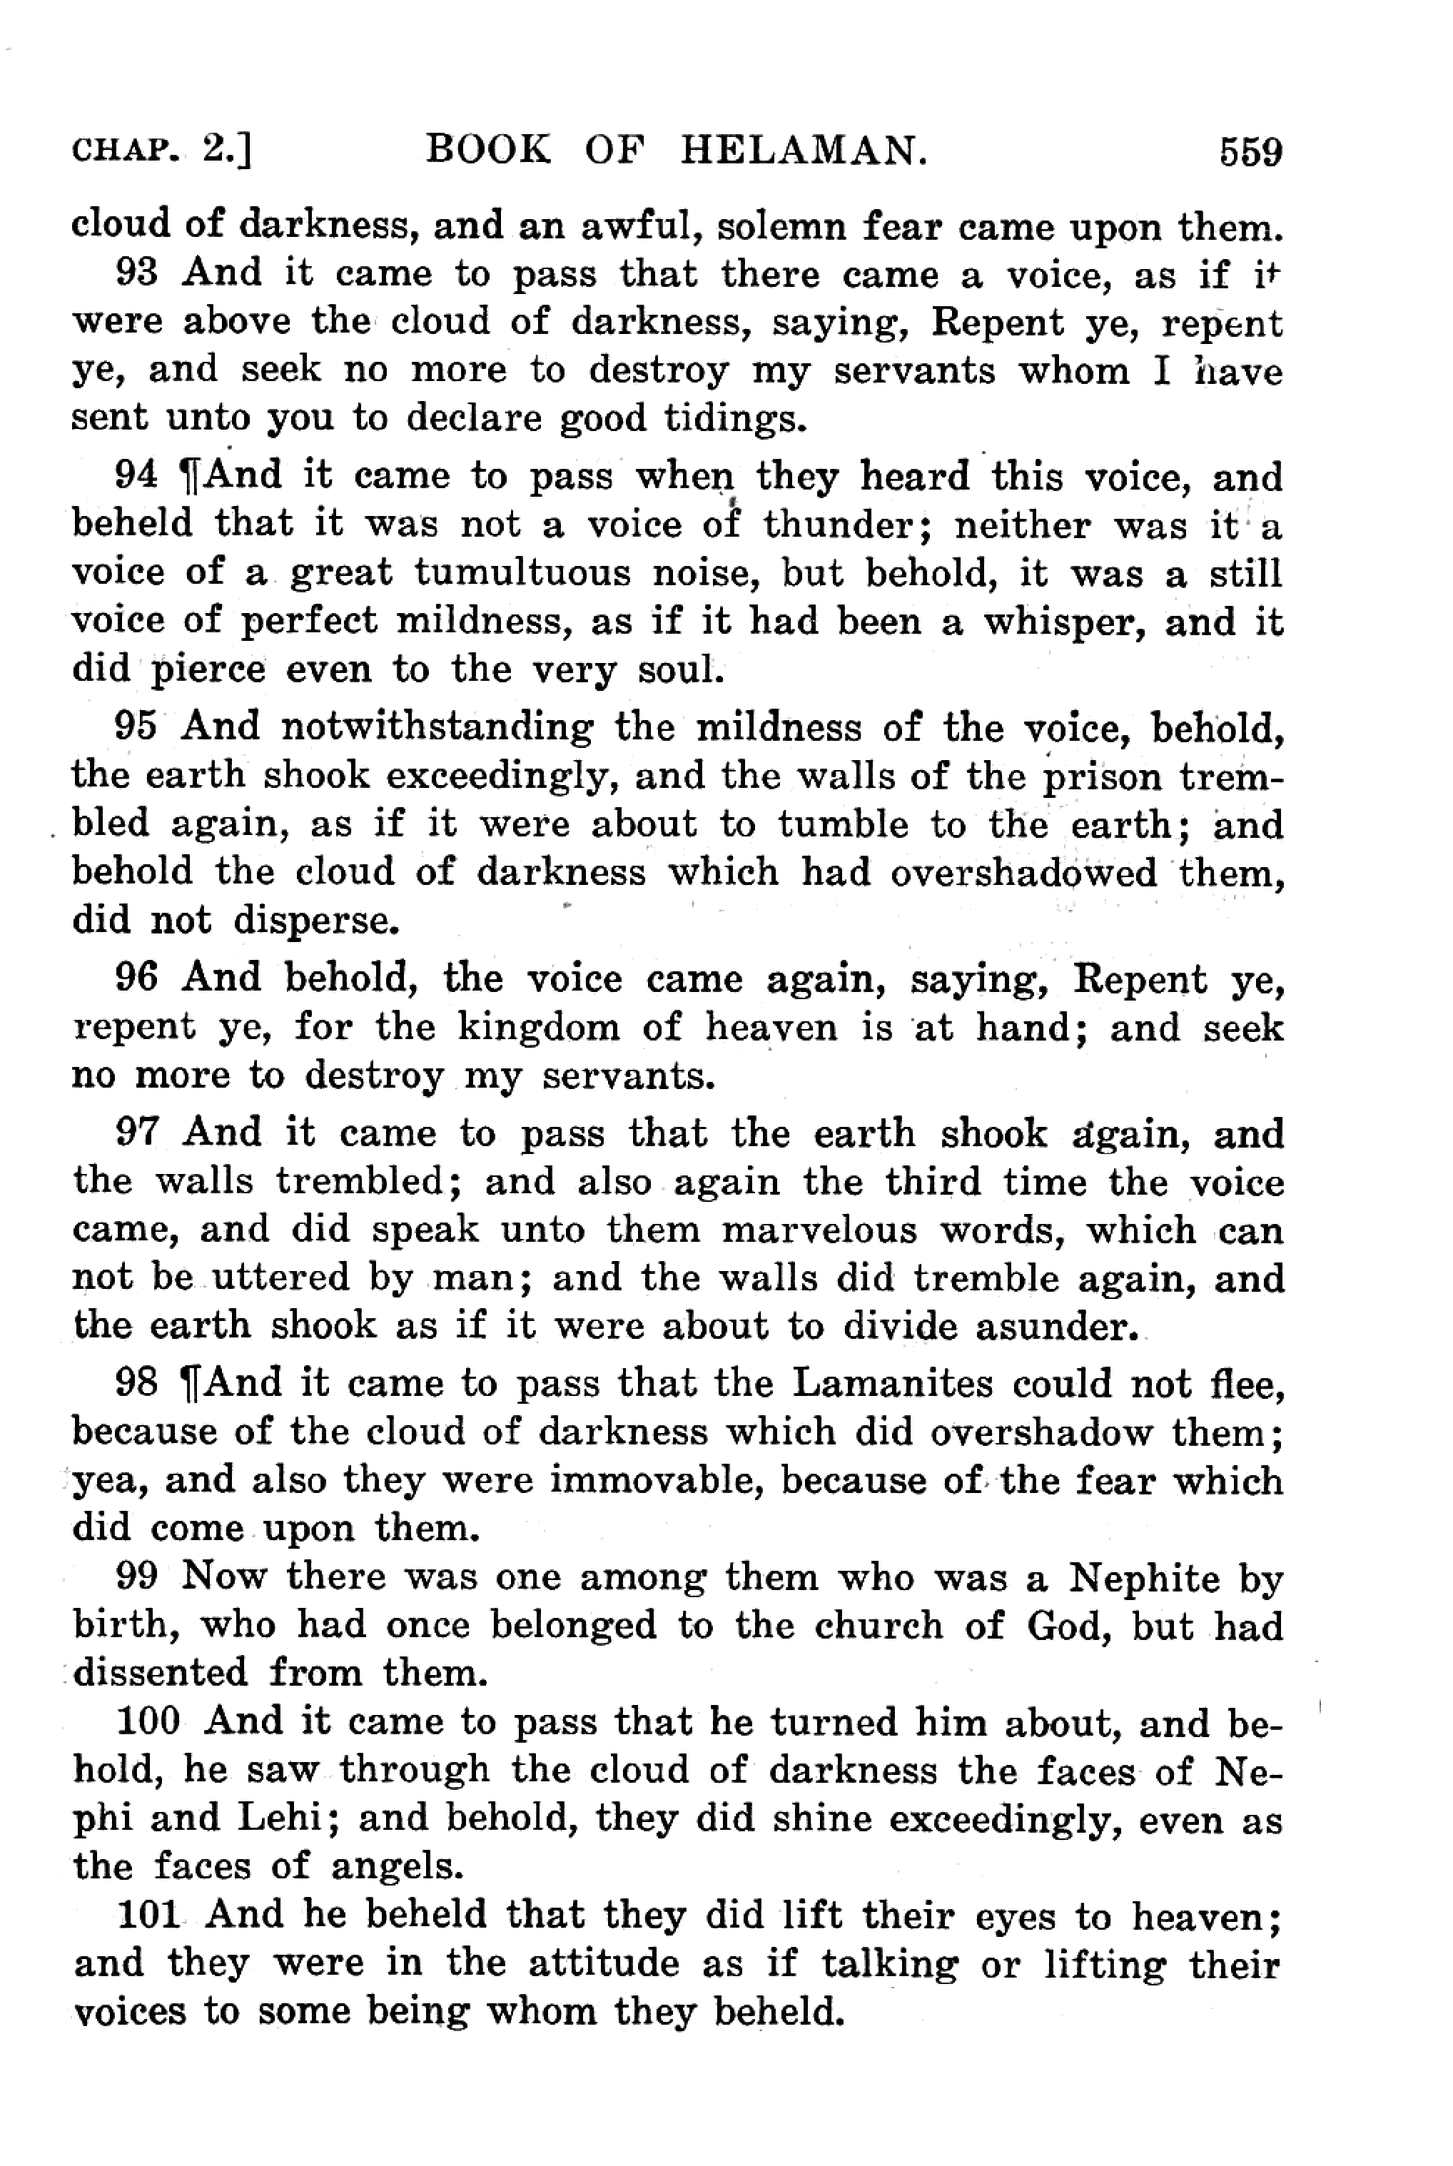 CHAP. 2.] BOOK OF HELAMAN. 559
cloud of darkness, and an awful, solemn fear came upon them.
93 And it came to pass that there came a voice, as if it
were above the cloud of darkness, saying, Repent ye, repent
ye, and seek no more to destroy my servants whom I have
sent unto you to declare good tidings.
94 ¶And it came to pass when they heard this voice, and
beheld that it was not a voice of thunder; neither was it a
voice of a great tumultuous noise, but behold, it was a still
voice of perfect mildness, as if it had been a whisper, and it
did pierce even to the very soul.
95 And notwithstanding the mildness of the voice, behold,
the earth shook exceedingly, and the walls of the prison trem-
bled again, as if it were about to tumble to the earth; and
behold the cloud of darkness which had overshadowed them,
did not disperse.
96 And behold, the voice came again, saying, Repent ye,
repent ye, for the kingdom of heaven is at hand; and seek
no more to destroy my servants.
97 And it came to pass that the earth shook again, and
the walls trembled; and also again the third time the voice
came, and did speak unto them marvelous words, which can
not be uttered by man; and the walls did tremble again, and
the earth shook as if it were about to divide asunder.
98 ¶And it came to pass that the Lamanites could not flee,
because of the cloud of darkness which did overshadow them;
yea, and also they were immovable, because of the fear which
did come upon them.
99 Now there was one among them who was a Nephite by
birth, who had once belonged to the church of God, but had
dissented from them.
100 And it came to pass that he turned him about, and be-
hold, he saw through the cloud of darkness the faces of Ne-
phi and Lehi; and behold, they did shine exceedingly, even as
the faces of angels.
101 And he beheld that they did lift their eyes to heaven;
and they were in the attitude as if talking or lifting their
voices to some being whom they beheld.